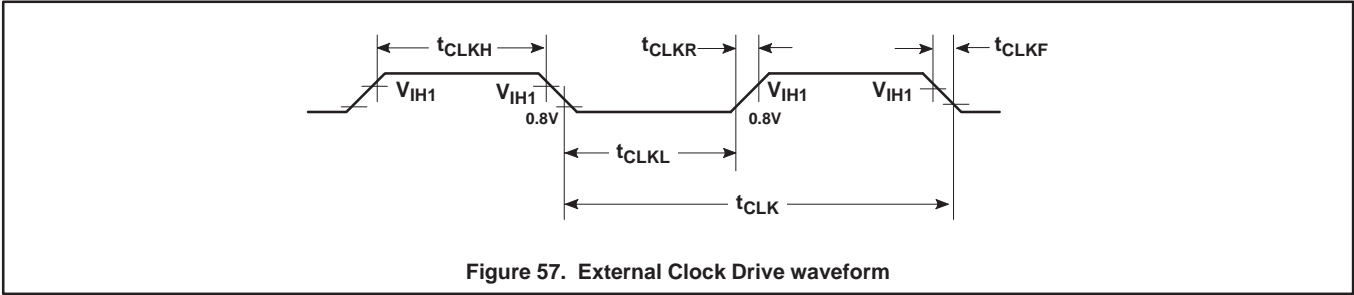 tCLKH
tCLKR
tCLKF
VIH1
VIH1
VIH1
VIH1
0.8V
0.8V
tCLKL
tCLK
Figure 57. External Clock Drive waveform